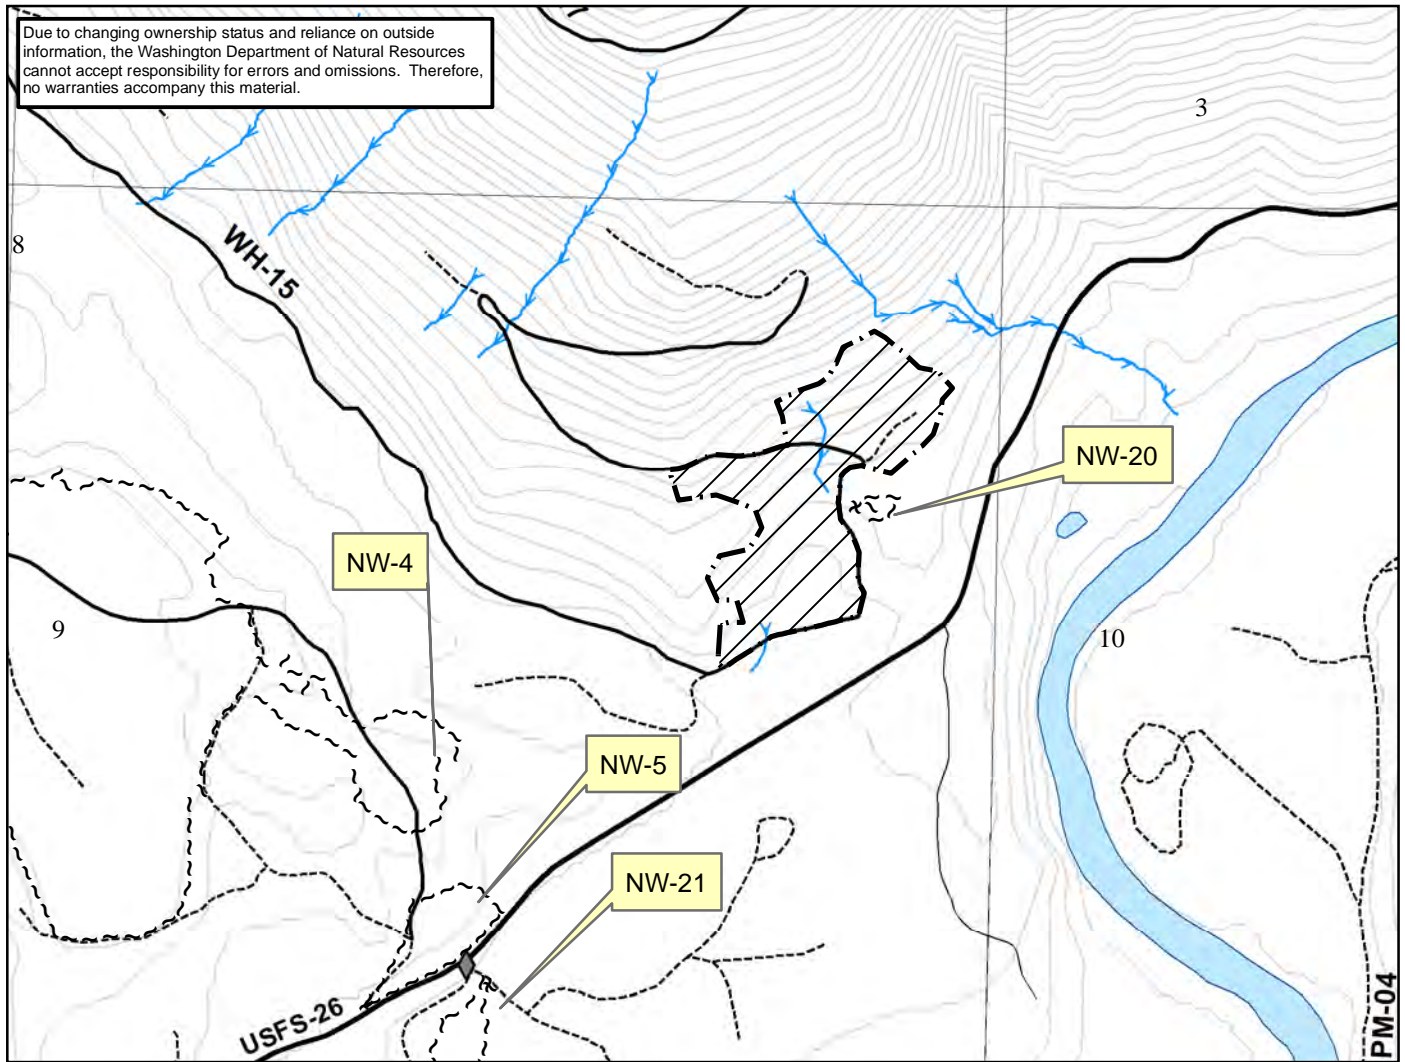 Due to changing ownership status and reliance on outside
information, the Washington Department of Natural Resources
cannot accept responsibility for errors and omissions. Therefore,
no warranties accompany this material.
3
8
WH-15
NW-20
NW-4
9
10
NW-5
NW-21
USFS-26
PM-04